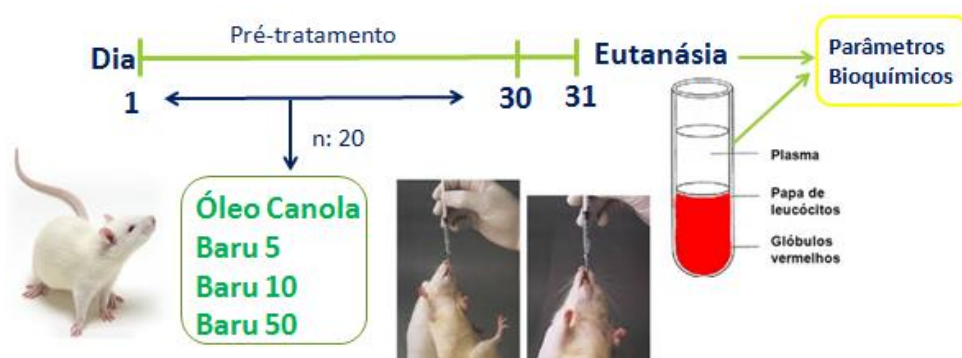 Pré-tratamento
Dia
Eutanásia
Parâmetros
Bioquímicos
1
30
31
n: 20
Óleo Canola
Baru 5
Baru 10
Baru 50
Plasma
Papa de
leucócitos
Glóbulos
vermelhos